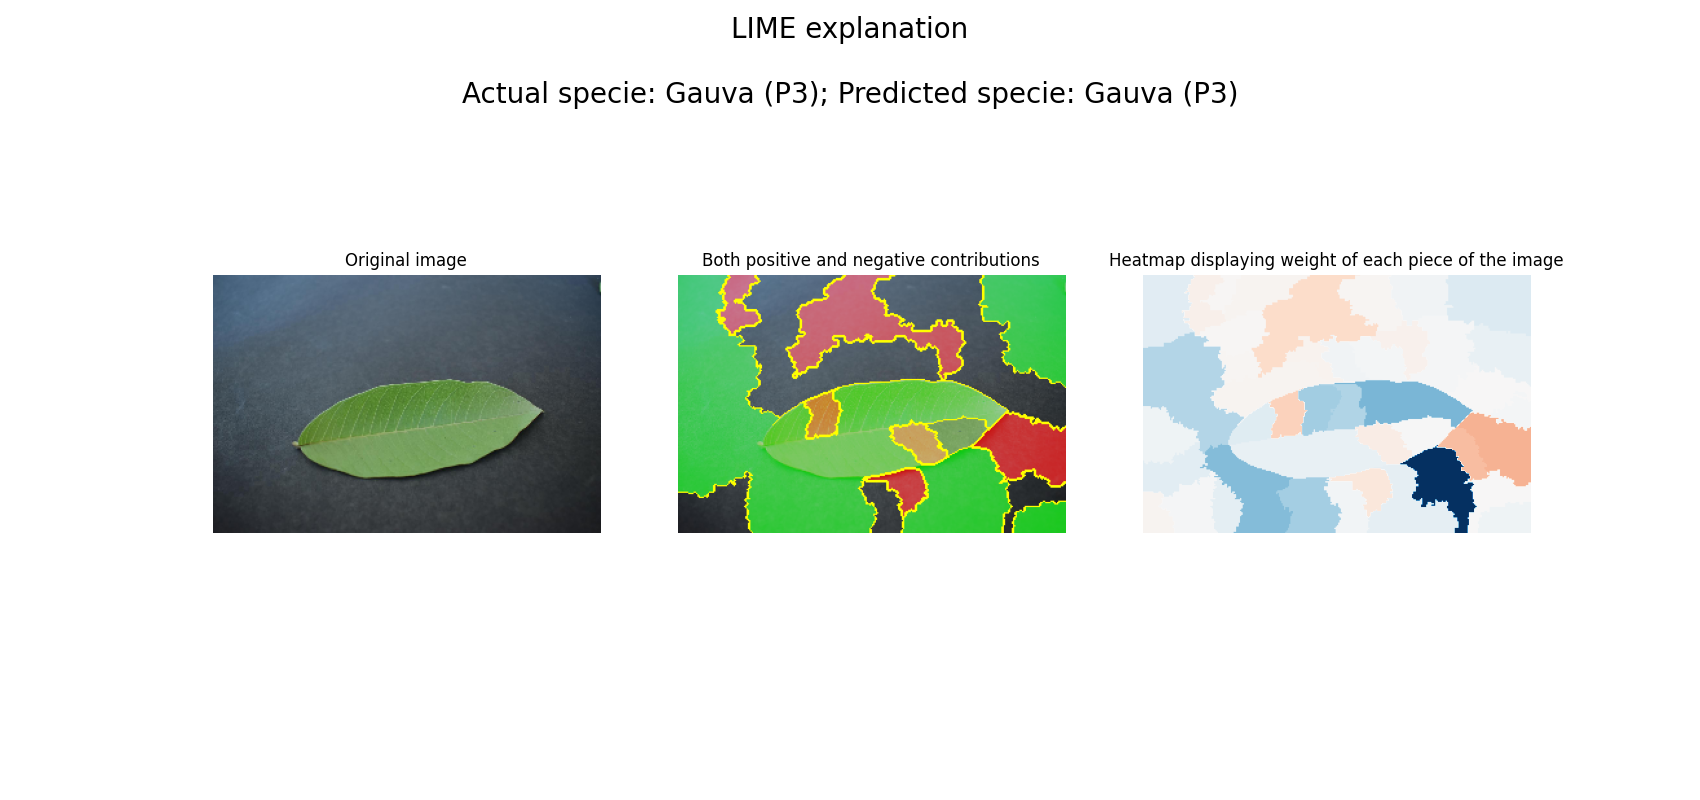 LIME explanation
Actual specie: Gauva (P3); Predicted specie: Gauva (P3)
Original image
Both positive and negative contributions
Heatmap displaying weight of each piece of the image